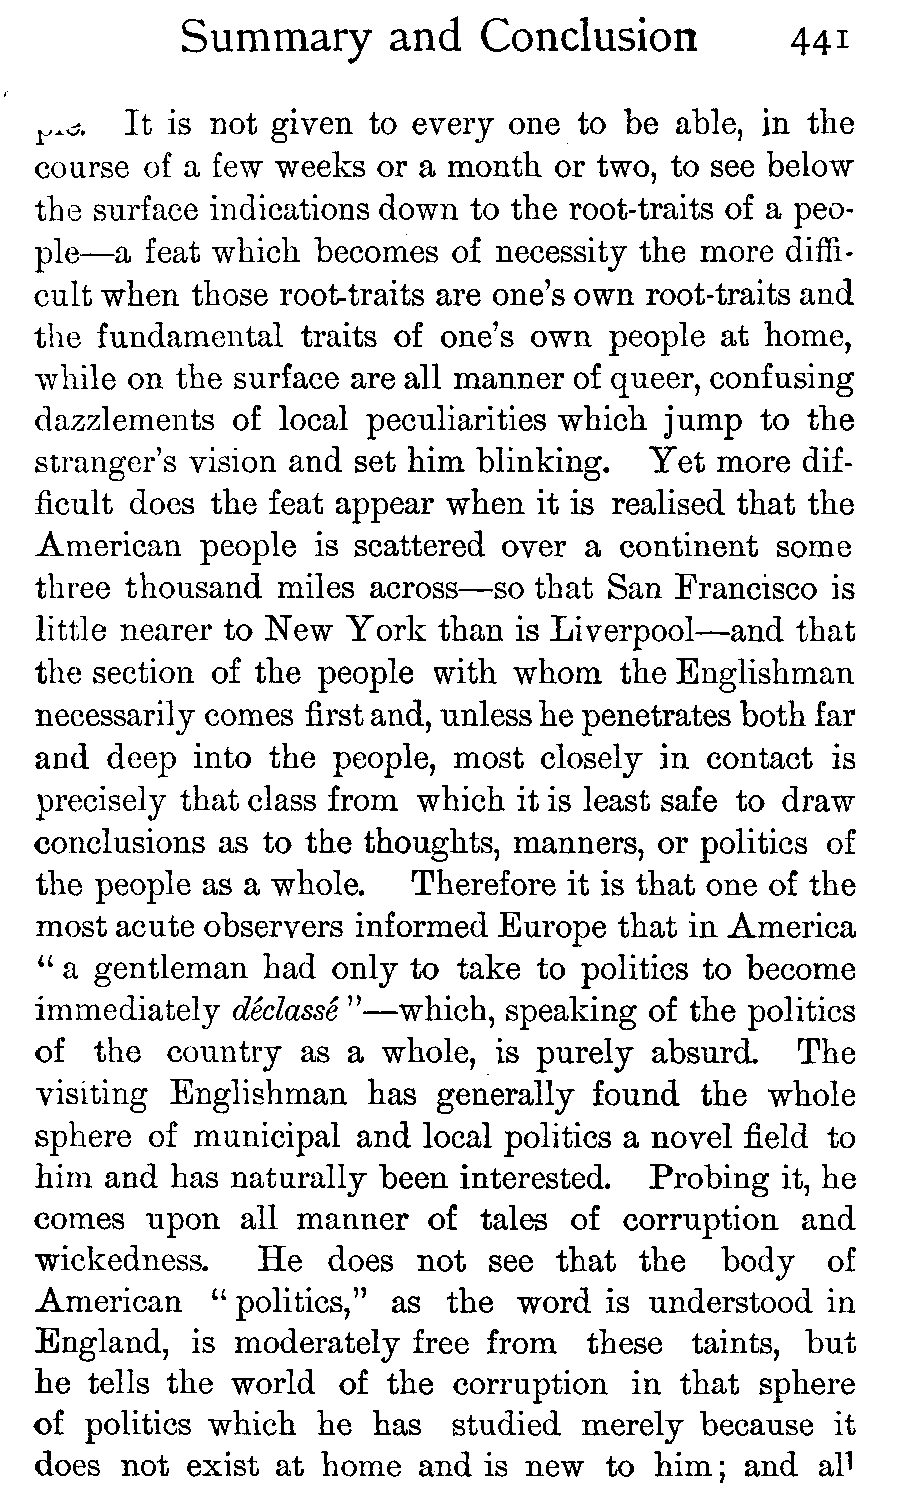 Summary and Conclusion 441
It is not given to every one to be able, in the
course of a few weeks or a month or two, to see below
the surface indications down to the root-traits of a peo-
ple—a feat which becomes of necessity the more diffi-
cult when those root-traits are one's own root-traits and
the fundamental traits of one's own people at home,
while on the surface are all manner of queer, confusing
dazzlements of local peculiarities which jump to the
stranger's vision and set him blinking. Yet more dif-
ficult does the feat appear when it is realised that the
American people is scattered over a continent some
three thousand miles across—so that San Francisco is
little nearer to New York than is Liverpool—and that
the section of the people with whom the Englishman
necessarily comes first and, unless he penetrates both far
and deep into the people, most closely in contact is
precisely that class from which it is least safe to draw
conclusions as to the thoughts, manners, or politics of
the people as a whole. Therefore it is that one of the
most acute observers informed Europe that in America
"a gentleman had only to take to politics to become
immediately déclassé"—which, speaking of the politics
of the country as a whole, is purely absurd. The
visiting Englishman has generally found the whole
sphere of municipal and local politics a novel field to
him and has naturally been interested. Probing it, he
comes upon all manner of tales of corruption and
wickedness. He does not see that the body of
American "politics," as the word is understood in
England, is moderately free from these taints, but
he tells the world of the corruption in that sphere
of politics which he has studied merely because it
does not exist at home and is new to him; and all